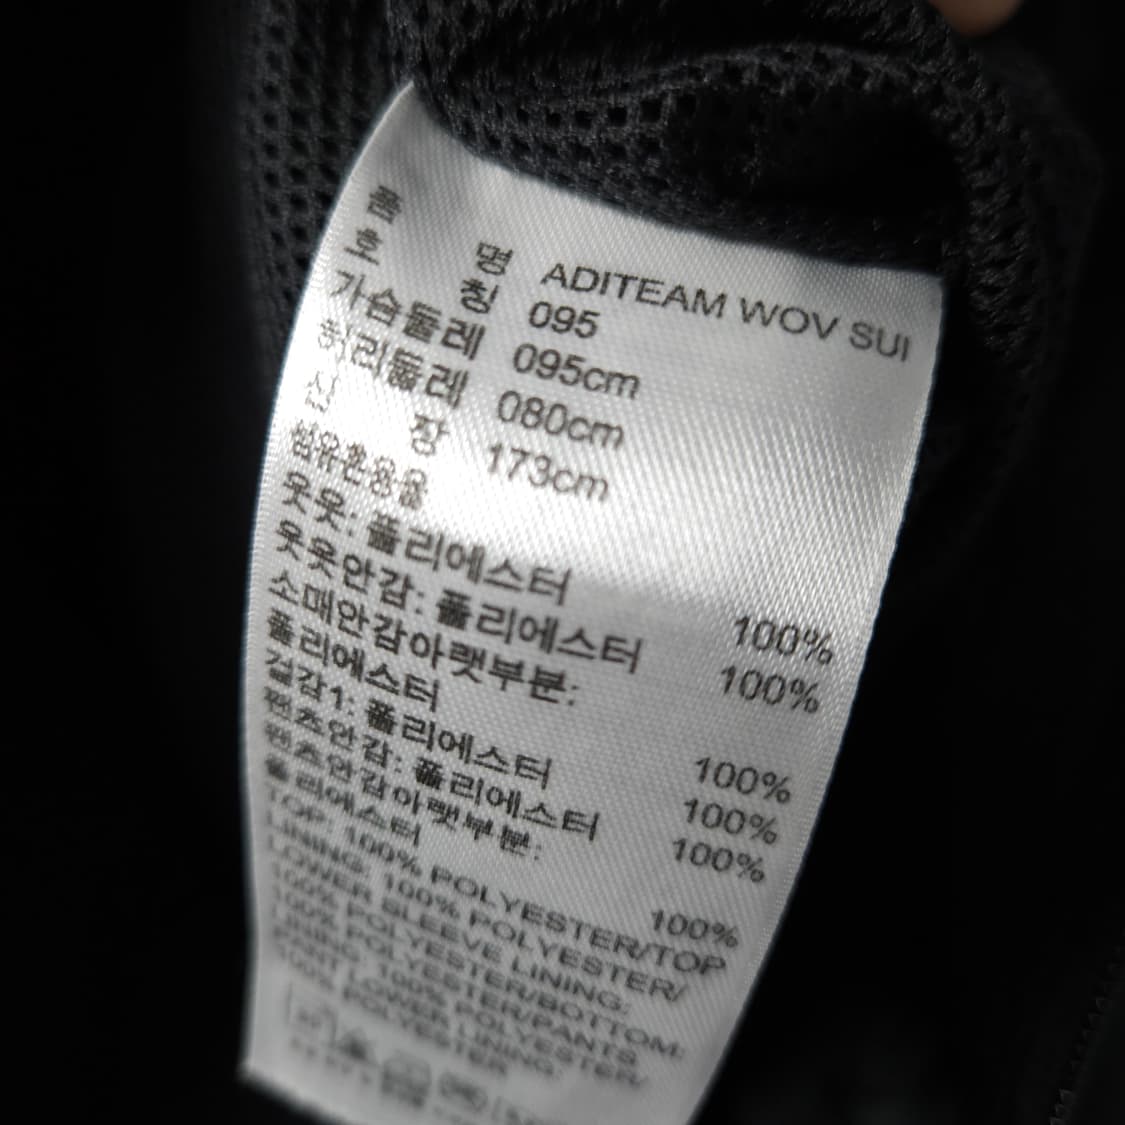 품 명 ADITEAM WOV SUI
호 칭 095
가슴둘레 095cm
허리둘레 080cm
신 장 173cm
섬유혼용율
윗옷: 폴리에스터 100%
윗옷안감: 폴리에스터 100%
소매안감아랫부분:
폴리에스터 100%
겉감1: 폴리에스터 100%
팬츠안감: 폴리에스터 100%
팬츠안감아랫부분:
폴리에스터 100%
TOP: 100% POLYESTER/TOP
LINING: 100% POLYESTER/
LOWER SLEEVE LINING:
100% POLYESTER/BOTTOM:
100% POLYESTER/PANTS
LINING: 100% POLYESTER/
PANT LOWER LINING:
100% POLYESTER